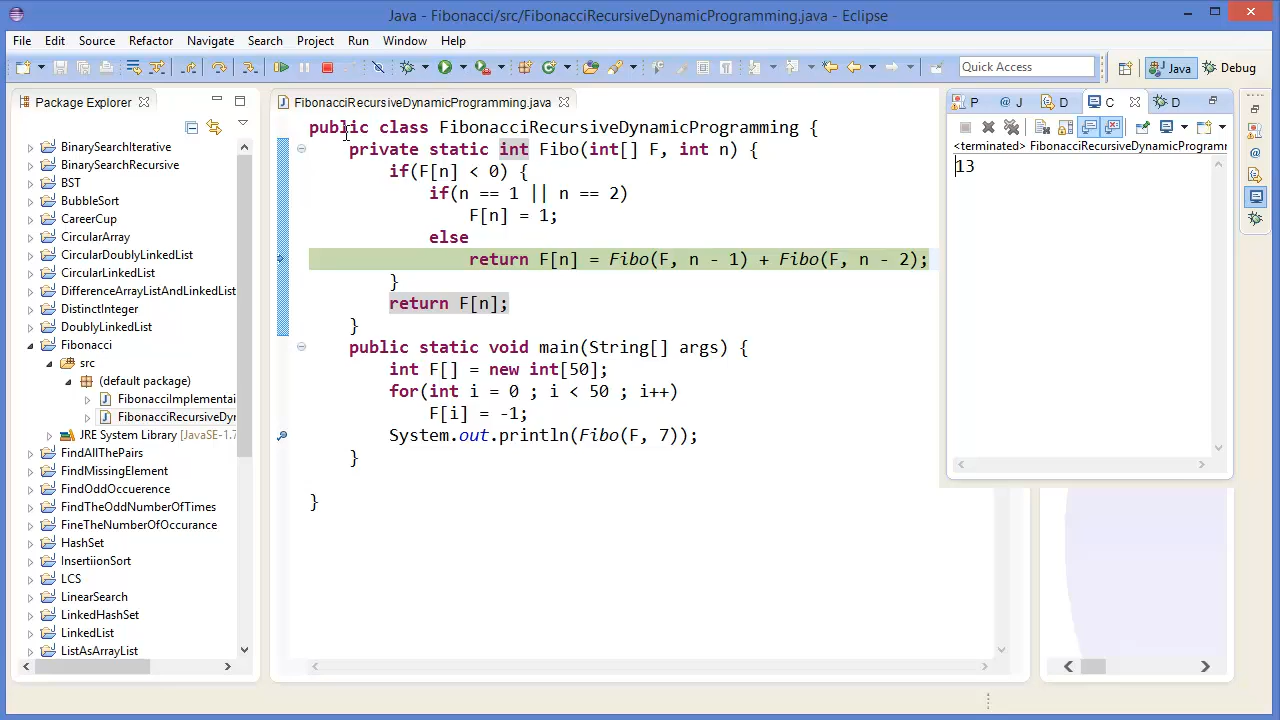 Java - Fibonacci/src/FibonacciRecursiveDynamicProgramming.java - Eclipse
File Edit Source Refactor Navigate Search Project Run Window Help
Quick Access
Java
Debug
Package Explorer
BinarySearchIterative
BinarySearchRecursive
BST
BubbleSort
CareerCup
CircularArray
CircularDoublyLinkedList
CircularLinkedList
DifferenceArrayListAndLinkedList
DistinctInteger
DoublyLinkedList
Fibonacci
src
(default package)
FibonacciImplementai
FibonacciRecursiveDyr
JRE System Library [JavaSE-1.7
FindAllThePairs
FindMissingElement
FindOddOccuerence
FindTheOddNumberOfTimes
FineTheNumberOfOccurance
HashSet
InsertiionSort
LCS
LinearSearch
LinkedHashSet
LinkedList
ListAsArrayList
FibonacciRecursiveDynamicProgramming.java
public class FibonacciRecursiveDynamicProgramming {
private static int Fibo(int[] F, int n) {
if(F[n] < 0) {
if(n == 1 || n == 2)
F[n] = 1;
else
return F[n] = Fibo(F, n - 1) + Fibo(F, n - 2);
}
return F[n];
}
public static void main(String[] args) {
int F[] = new int[50];
for(int i = 0 ; i < 50 ; i++)
F[i] = -1;
System.out.println(Fibo(F, 7));
}
}
P J D C D
<terminated> FibonacciRecursiveDynamicProgramm
13